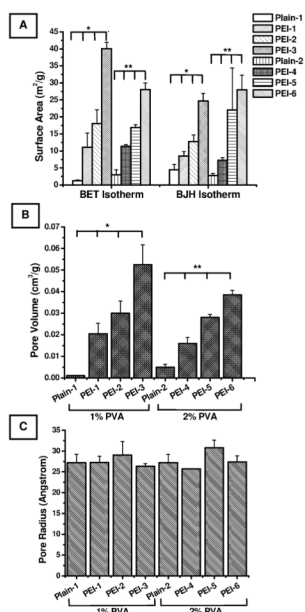 A
Surface Area (m²/g)
45
40
35
30
25
20
15
10
5
0
*
**
*
**
BET Isotherm
BJH Isotherm
Plain-1
PEI-1
PEI-2
PEI-3
Plain-2
PEI-4
PEI-5
PEI-6
B
Pore Volume (cm³/g)
0.07
0.06
0.05
0.04
0.03
0.02
0.01
0.00
*
**
Plain-1
PEI-1
PEI-2
PEI-3
Plain-2
PEI-4
PEI-5
PEI-6
1% PVA
2% PVA
C
Pore Radius (Angstrom)
35
30
25
20
15
10
5
0
Plain-1
PEI-1
PEI-2
PEI-3
Plain-2
PEI-4
PEI-5
PEI-6
1% PVA
2% PVA